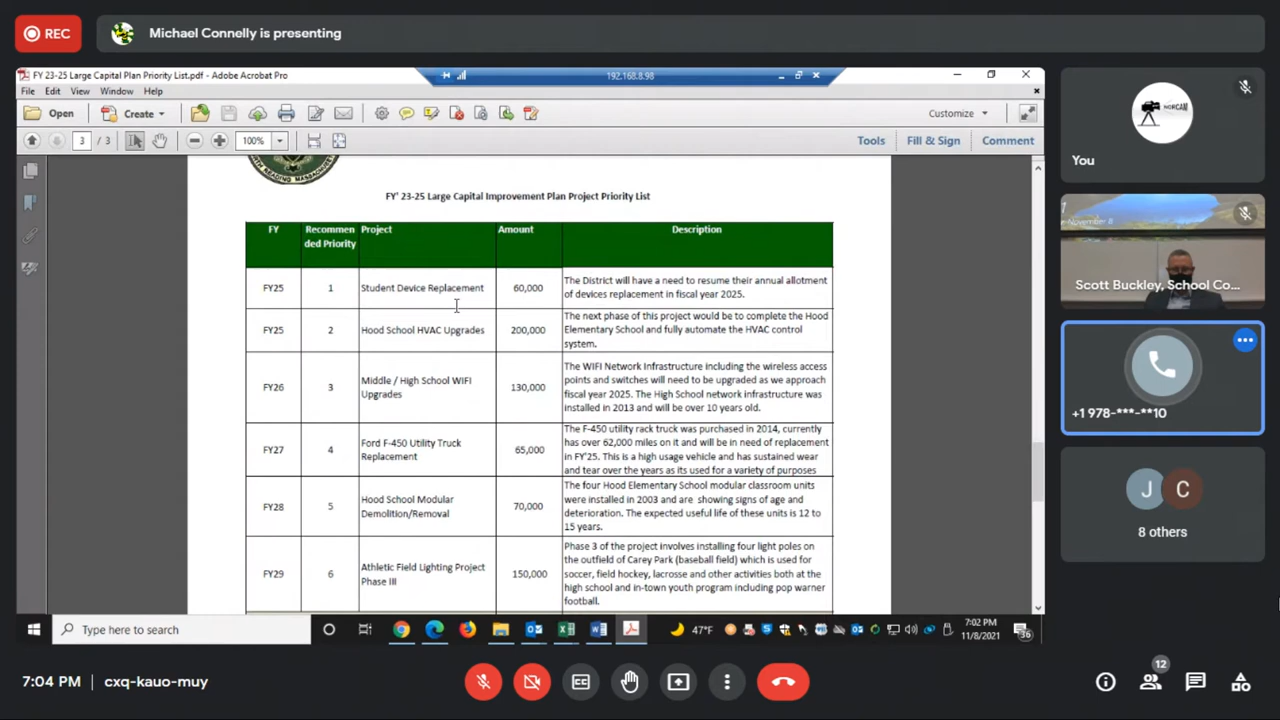 REC
Michael Connelly is presenting
FY 23-25 Large Capital Plan Priority List.pdf - Adobe Acrobat Pro
192.168.8.98
File Edit View Window Help
Open Create Customize
3 / 3 100% Tools Fill & Sign Comment
NORTH READING MASSACHUSETTS
FY' 23-25 Large Capital Improvement Plan Project Priority List
FY Recommen Project Amount Description
ded Priority
FY25 1 Student Device Replacement 60,000 The District will have a need to resume their annual allotment
of devices replacement in fiscal year 2025.
FY25 2 Hood School HVAC Upgrades 200,000 The next phase of this project would be to complete the Hood
Elementary School and fully automate the HVAC control
system.
FY26 3 Middle / High School WIFI
Upgrades
130,000
The WIFI Network Infrastructure including the wireless access
points and switches will need to be upgraded as we approach
fiscal year 2025. The High School network infrastructure was
installed in 2013 and will be over 10 years old.
FY27 4 Ford F-450 Utility Truck
Replacement
65,000
The F-450 utility rack truck was purchased in 2014, currently
has over 62,000 miles on it and will be in need of replacement
in FY'25. This is a high usage vehicle and has sustained wear
and tear over the years as its used for a variety of purposes
FY28 5 Hood School Modular
Demolition/Removal
70,000
The four Hood Elementary School modular classroom units
were installed in 2003 and are showing signs of age and
deterioration. The expected useful life of these units is 12 to
15 years.
FY29 6 Athletic Field Lighting Project
Phase III
150,000
Phase 3 of the project involves installing four light poles on
the outfield of Carey Park (baseball field) which is used for
soccer, field hockey, lacrosse and other activities both at the
high school and in-town youth program including pop warner
football.
Type here to search
47°F
7:02 PM
11/8/2021
36
NORCAM
You
Scott Buckley, School Co...
+1 978-***-**10
J C
8 others
7:04 PM | cxq-kauo-muy
12